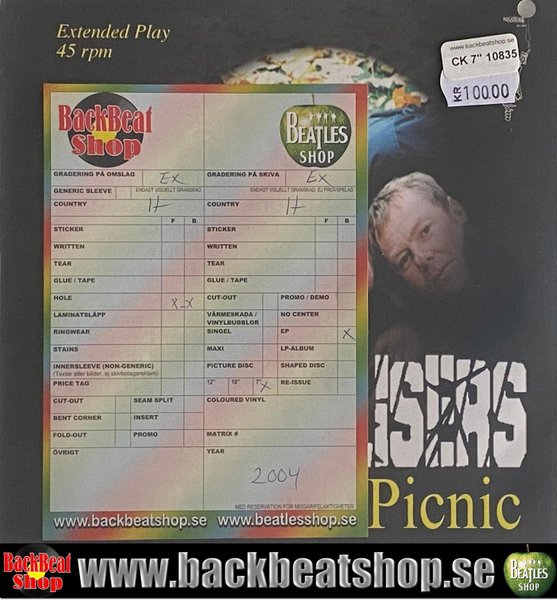 Extended Play
45 rpm
www.backbeatshop.se
CK 7" 10835
KR 100.00
BackBeat Shop
BEATLES SHOP
GRADERING PÅ OMSLAG Ex GRADERING PÅ SKIVA Ex
GENERIC SLEEVE ENDAST VISUELLT GRANSKAD ENDAST VISUELLT GRANSKAD, EJ PROVSPELAD
COUNTRY It COUNTRY It
F B F B
STICKER STICKER
WRITTEN WRITTEN
TEAR TEAR
GLUE / TAPE GLUE / TAPE
HOLE x-x CUT-OUT PROMO / DEMO
LAMINATSLÄPP VÄRMESKADA / VINYLBUBBLOR NO CENTER
RINGWEAR SINGEL EP x
STAINS MAXI LP-ALBUM
INNERSLEEVE (NON-GENERIC) PICTURE DISC SHAPED DISC
(Texter eller bilder, ej skivbolagsreklam)
PRICE TAG 12" 10" 7" x RE-ISSUE
CUT-OUT SEAM SPLIT COLOURED VINYL
BENT CORNER INSERT
FOLD-OUT PROMO MATRIX #
ÖVRIGT YEAR
2004
MED RESERVATION FÖR MISSAR/FELAKTIGHETER
www.backbeatshop.se www.beatlesshop.se
SERS
Picnic
BackBeat Shop www.backbeatshop.se BEATLES SHOP